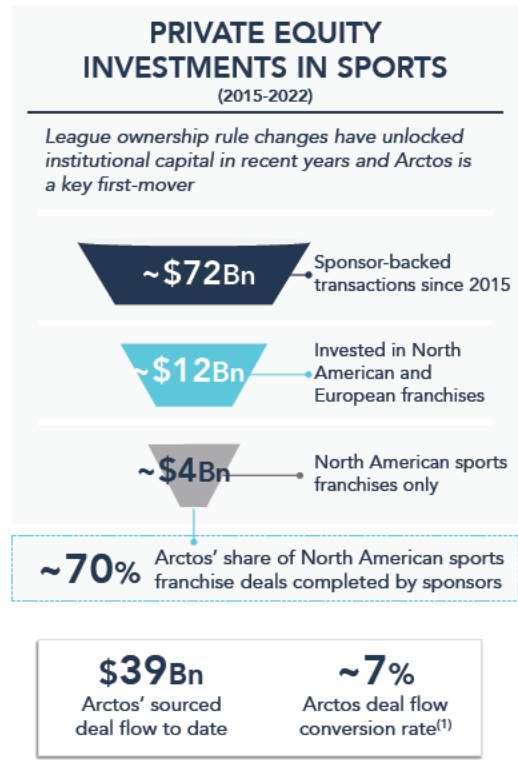 PRIVATE EQUITY
INVESTMENTS IN SPORTS
(2015-2022)
League ownership rule changes have unlocked
institutional capital in recent years and Arctos is
a key first-mover
~$72BN
Sponsor-backed
transactions since 2015
~$12BN
Invested in North
American and
European franchises
~$4BN
North American sports
franchises only
~70%
Arctos' share of North American sports
franchise deals completed by sponsors
$39BN
Arctos' sourced
deal flow to date
~7%
Arctos deal flow
conversion rate(1)